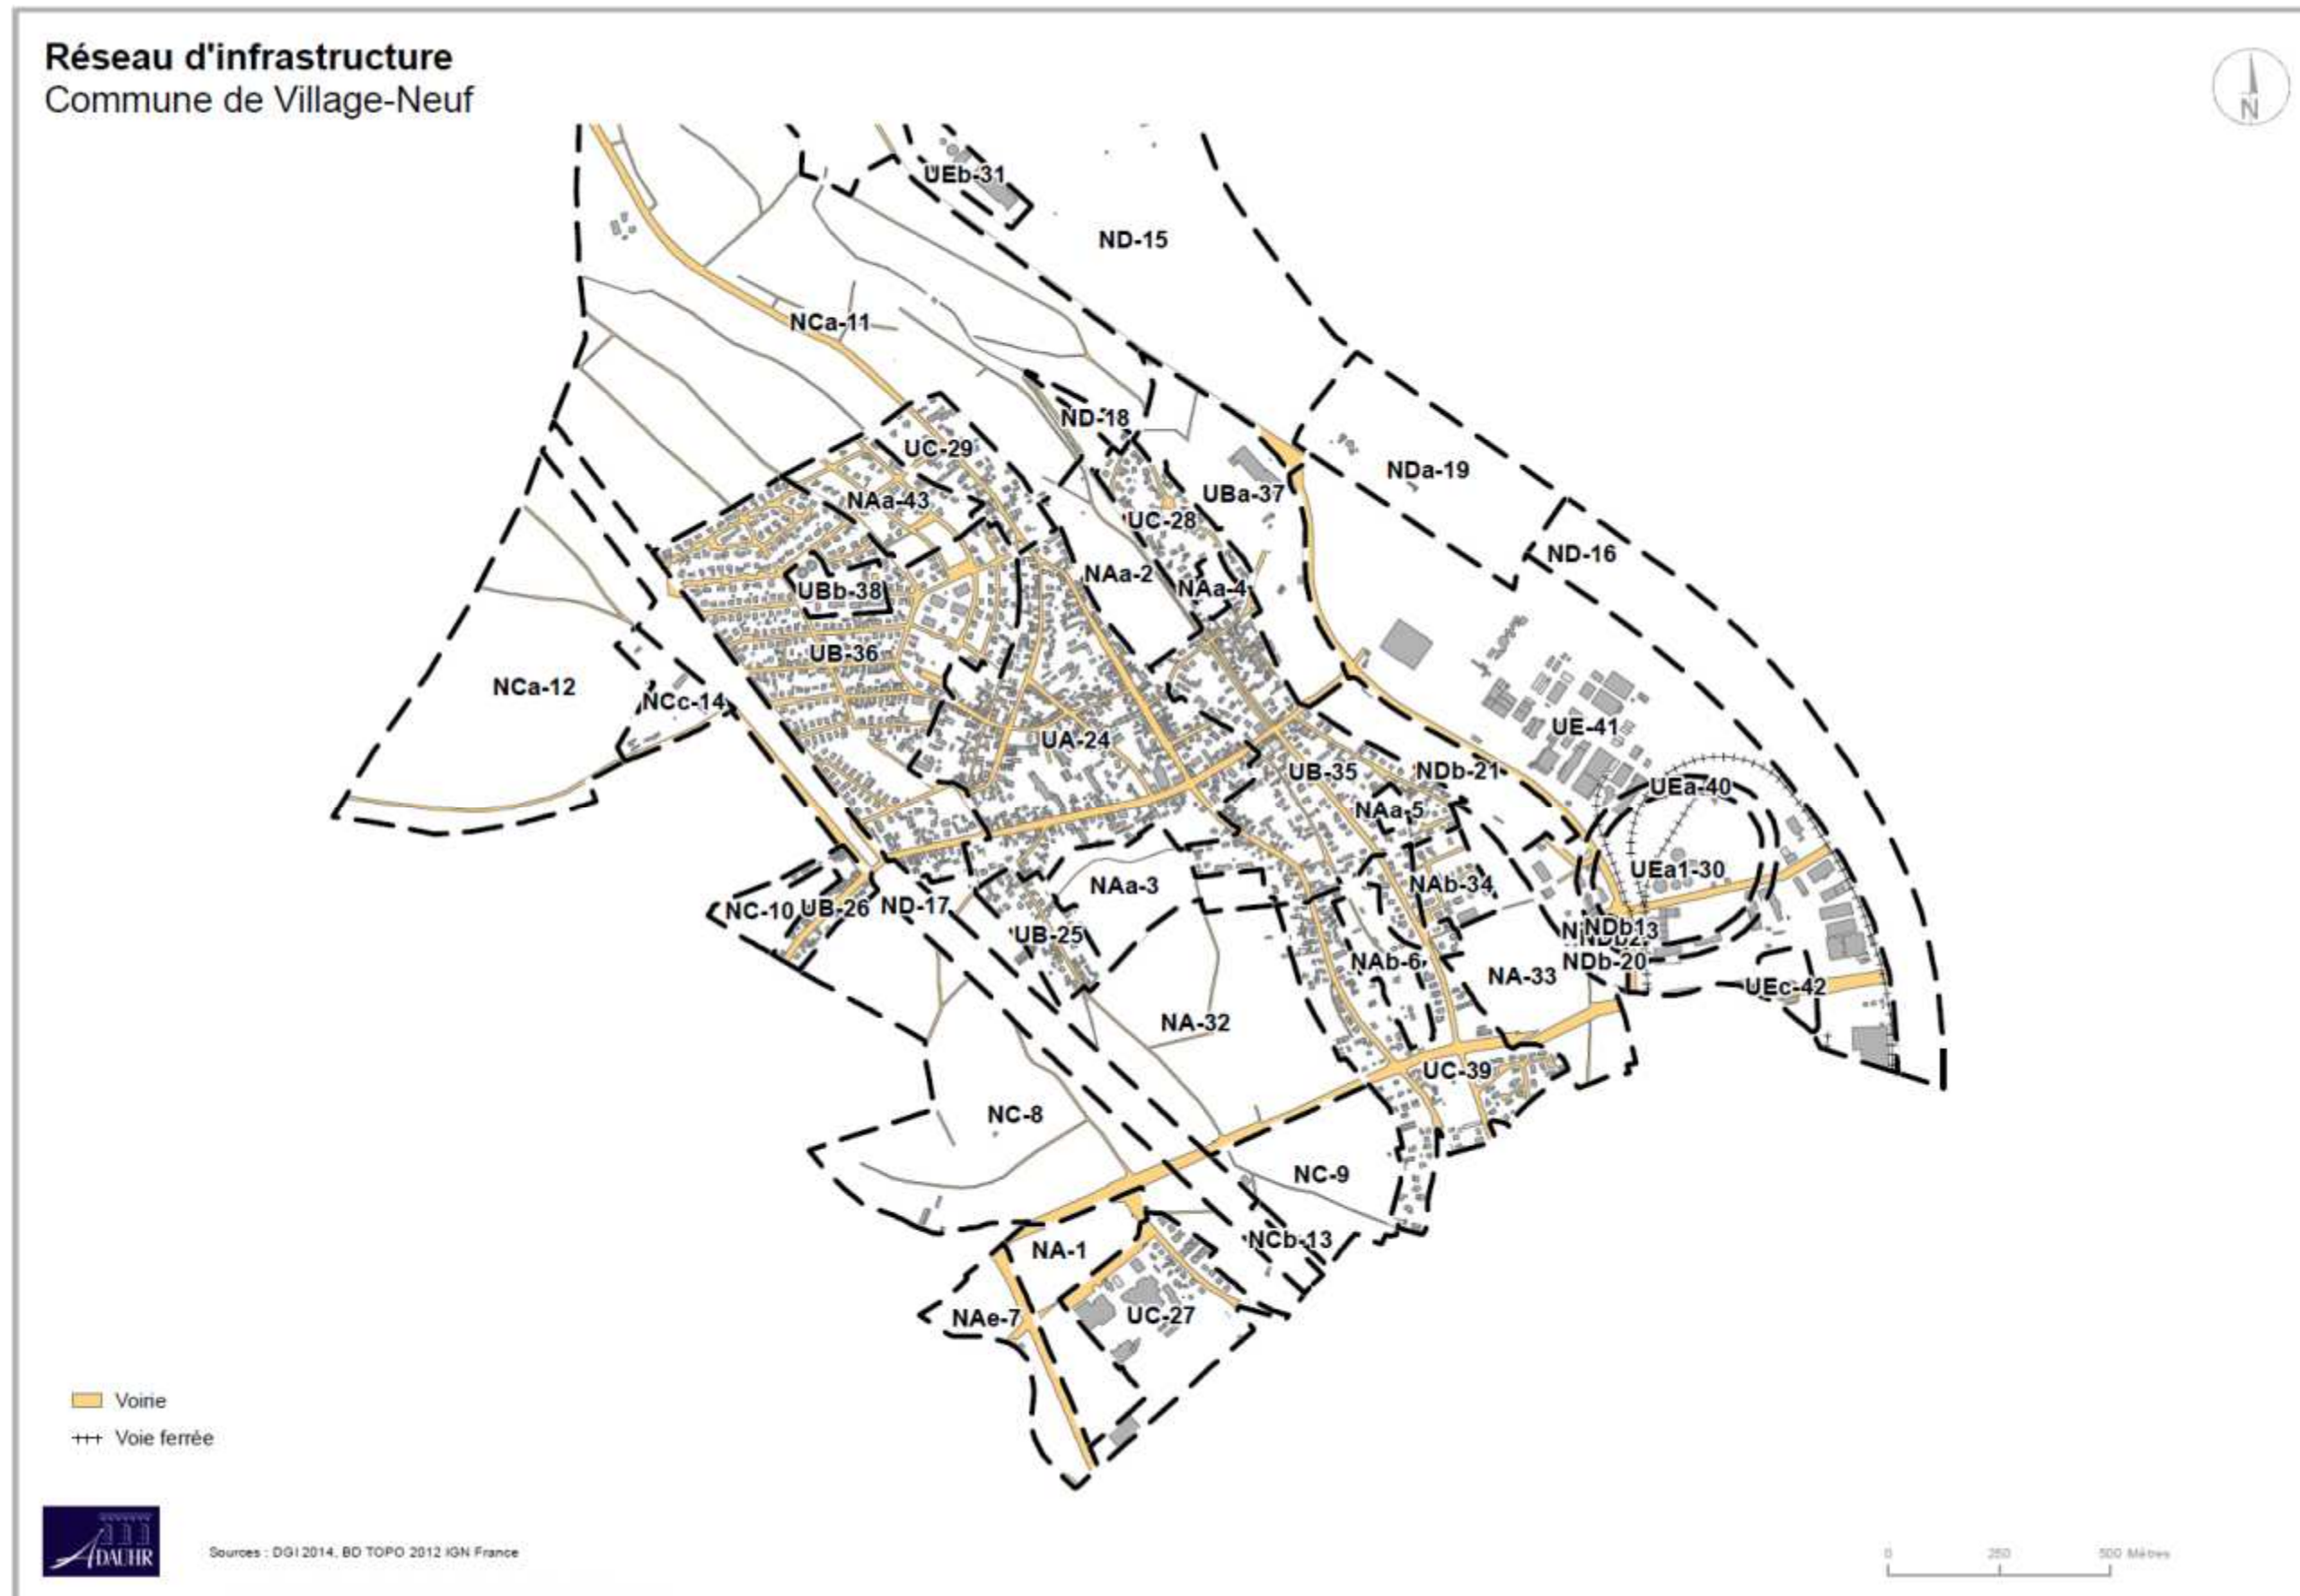 Réseau d'infrastructure
Commune de Village-Neuf
N
UEb-31
ND-15
NCa-11
ND-18
UC-29
NDa-19
UBa-37
NAa-43
UC-28
ND-16
NAa-2
NAa-4
UBb-38
UB-36
NCa-12
NCc-14
UE-41
UA-24
UB-35
NDb-21
UEa-40
NAa-5
UEa1-30
NAa-3
NAb-34
NC-10
UB-26
ND-17
NDb13
UB-25
NAb-6
NDb-20
NA-33
UEc-42
NA-32
UC-39
NC-8
NC-9
NCb-13
NA-1
NAe-7
UC-27
Voirie
Voie ferrée
ADAUHR
Sources : DGI 2014, BD TOPO 2012 IGN France
0 250 500 Mètres